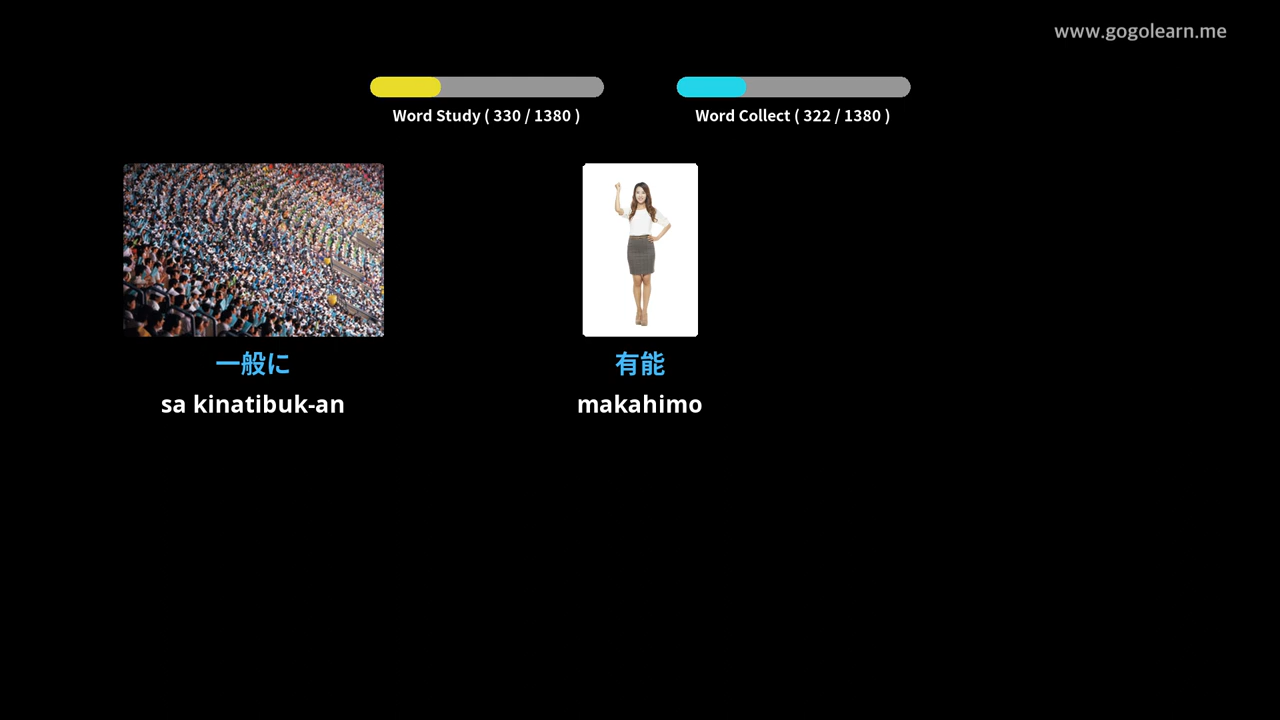 www.gogolearn.me
Word Study ( 330 / 1380 )
Word Collect ( 322 / 1380 )
一般に
sa kinatibuk-an
有能
makahimo